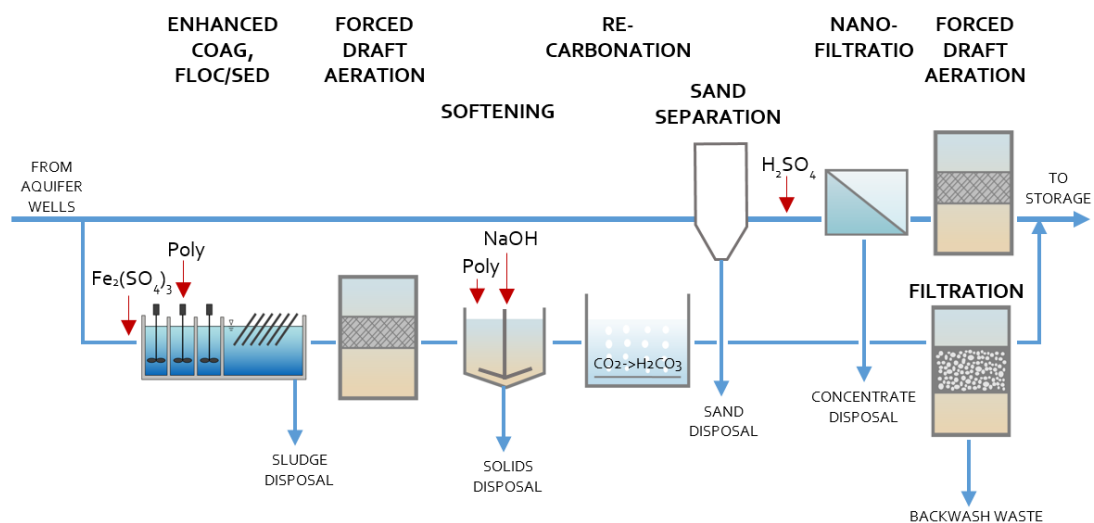 ENHANCED
COAG,
FLOC/SED
FORCED
DRAFT
AERATION
SOFTENING
RE-
CARBONATION
SAND
SEPARATION
NANO-
FILTRATIO
FORCED
DRAFT
AERATION
FROM
AQUIFER
WELLS
H₂SO₄
TO
STORAGE
Fe₂(SO₄)₃
Poly
Poly
NaOH
CO2->H2CO3
FILTRATION
SLUDGE
DISPOSAL
SOLIDS
DISPOSAL
SAND
DISPOSAL
CONCENTRATE
DISPOSAL
BACKWASH WASTE